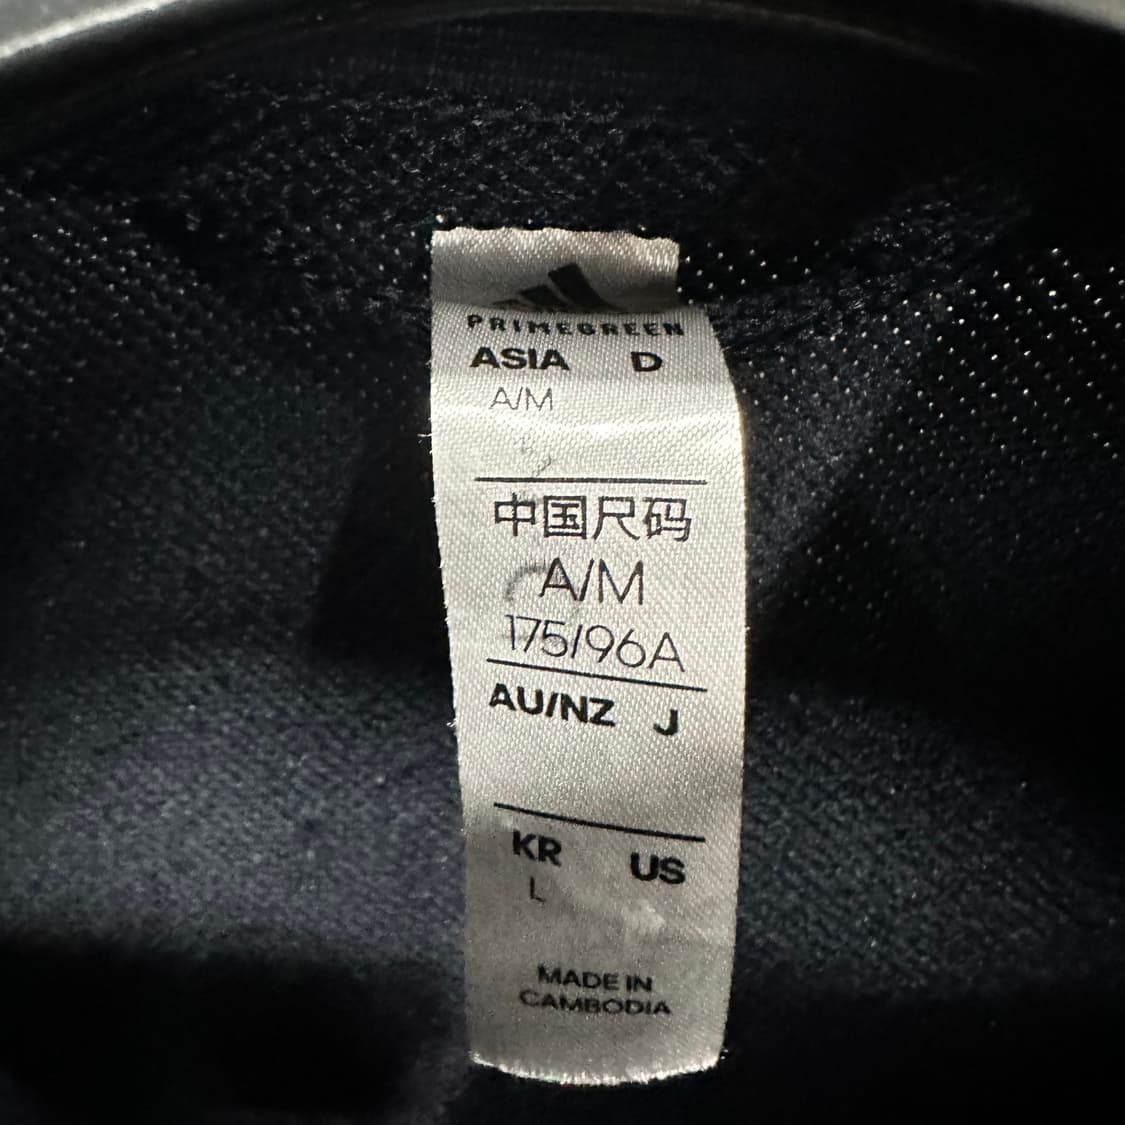 PRIMEGREEN
ASIA D
A/M
中国尺码
A/M
175/96A
AU/NZ J
KR US
L
MADE IN
CAMBODIA